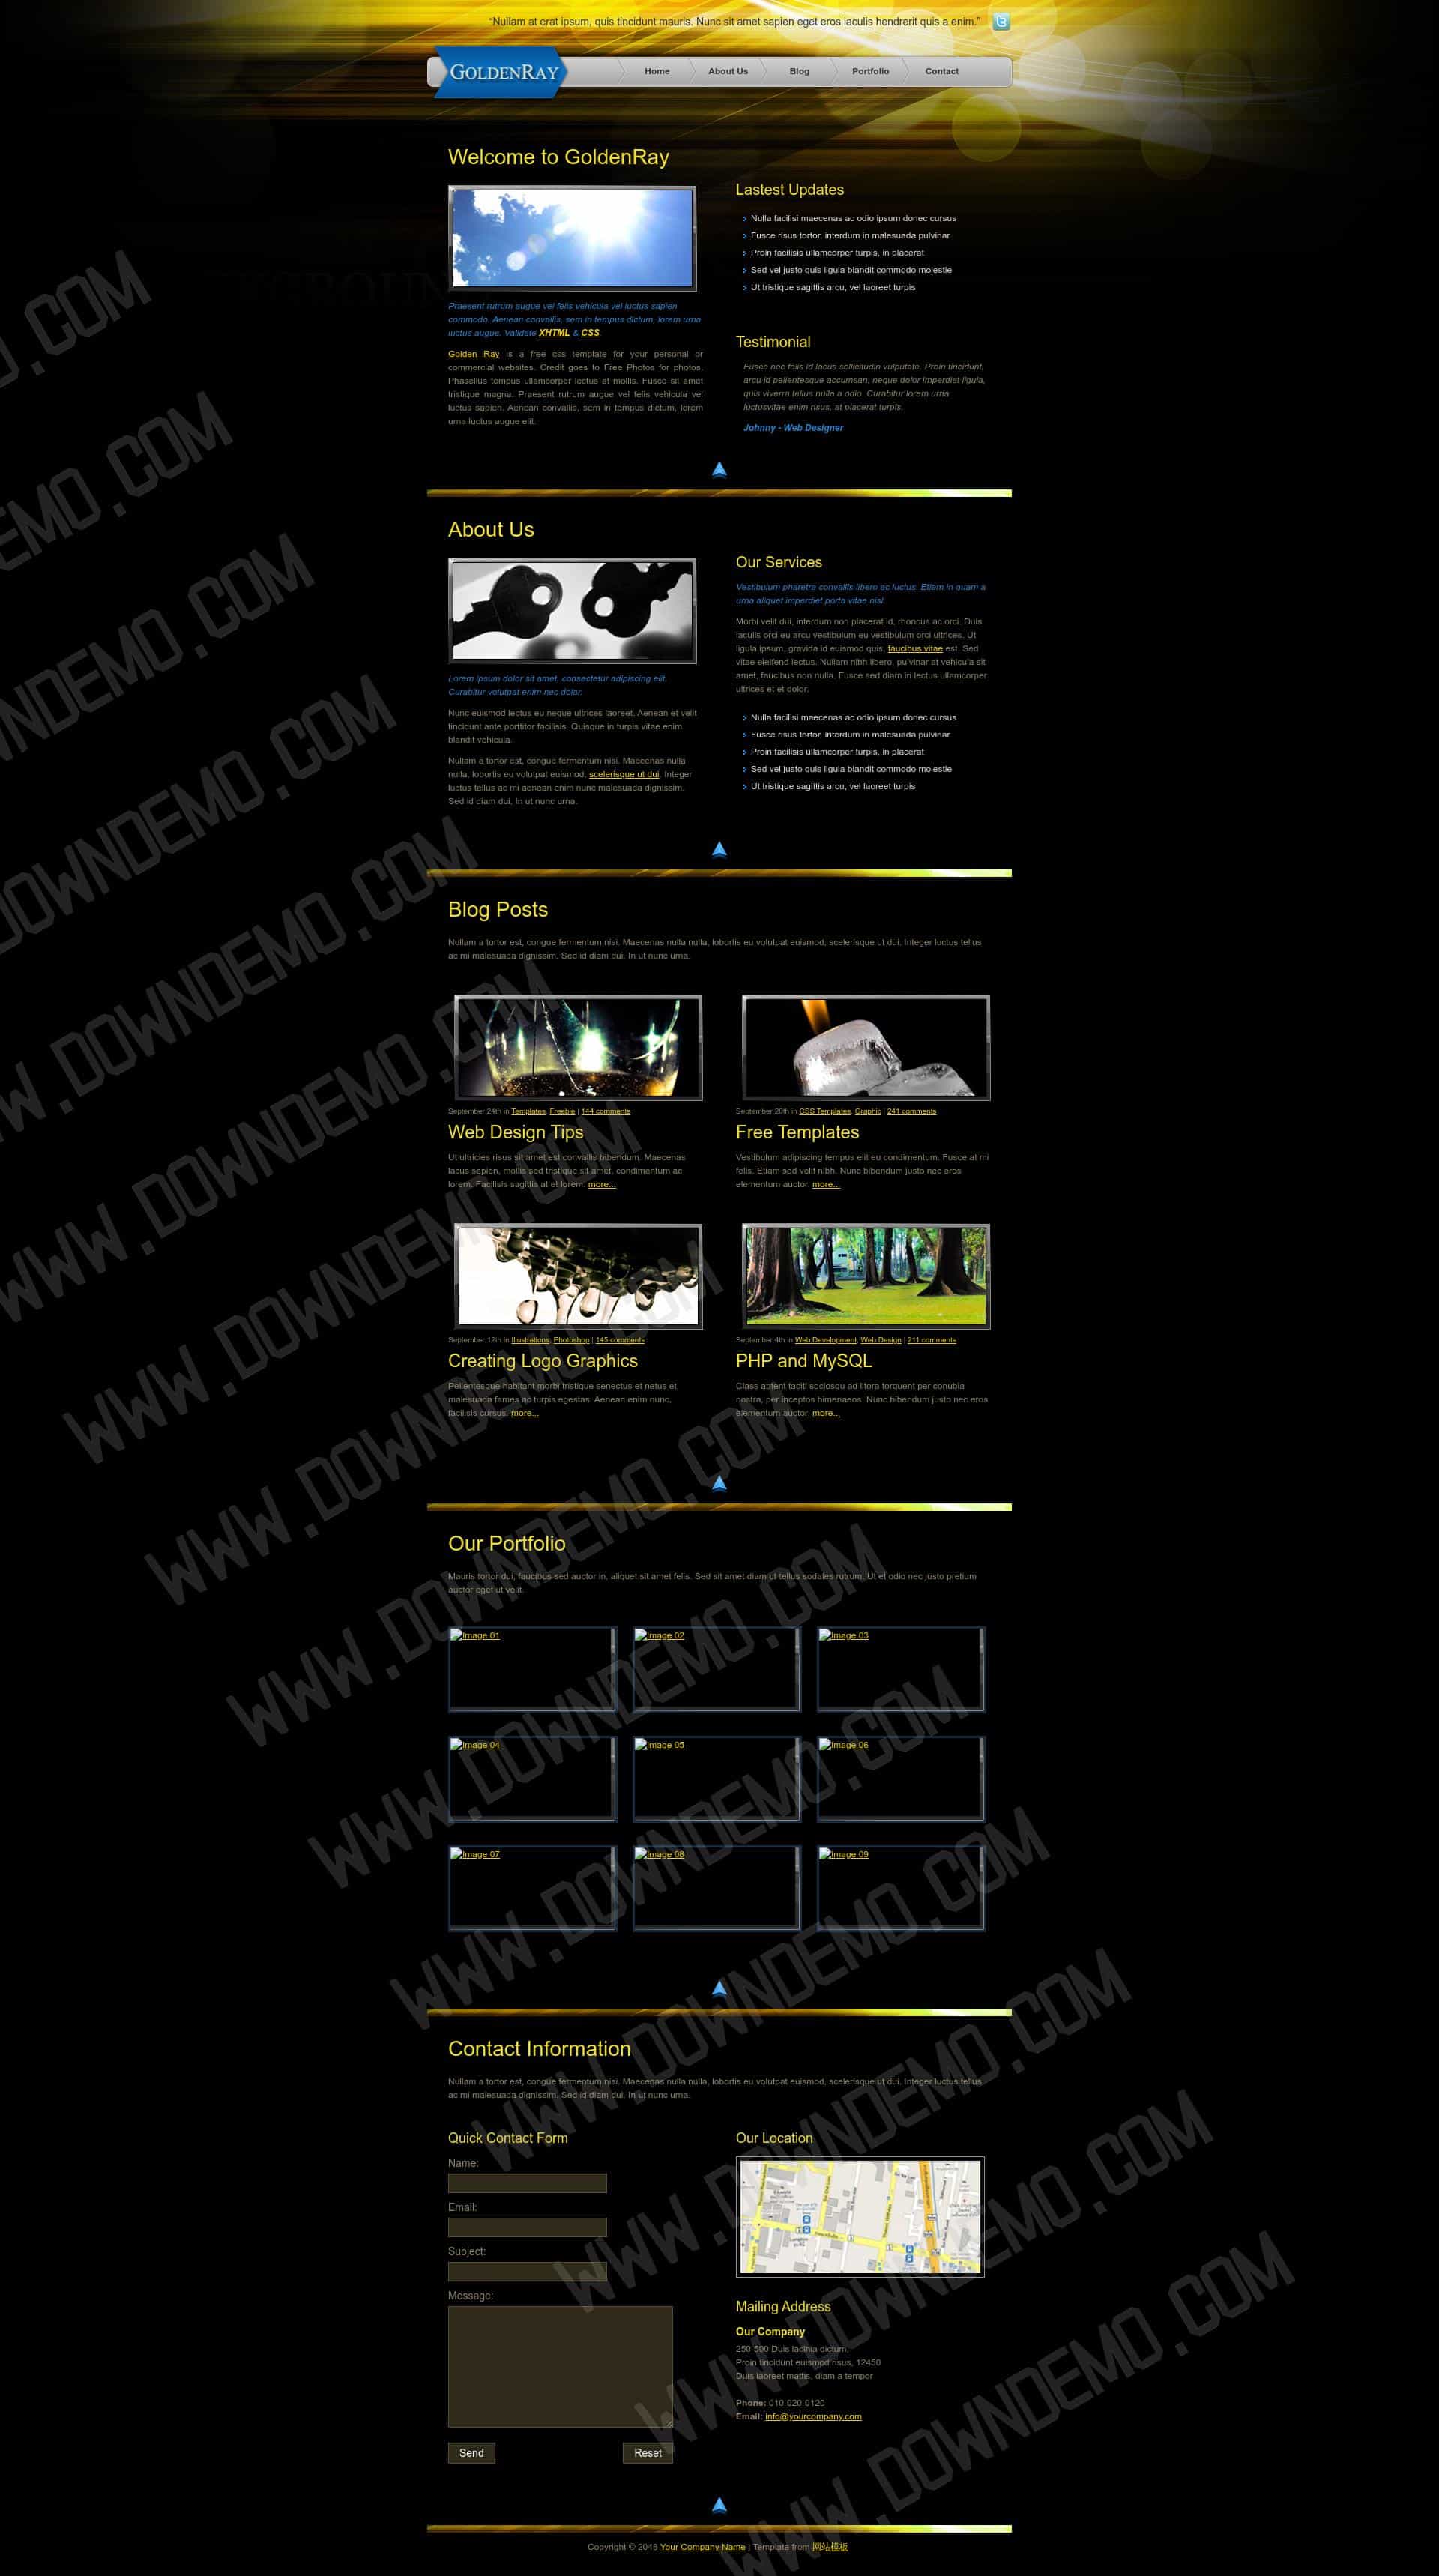 “Nullam at erat ipsum, quis tincidunt mauris. Nunc sit amet sapien eget eros iaculis hendrerit quis a enim.”
GoldenRay
Home
About Us
Blog
Portfolio
Contact
Welcome to GoldenRay
Praesent rutrum augue vel felis vehicula vel luctus sapien
commodo. Aenean convallis, sem in tempus dictum, lorem urna
luctus augue. Validate XHTML & CSS
Golden Ray is a free css template for your personal or
commercial websites. Credit goes to Free Photos for photos.
Phasellus tempus ullamcorper lectus at mollis. Fusce sit amet
tristique magna. Praesent rutrum augue vel felis vehicula vel
luctus sapien. Aenean convallis, sem in tempus dictum, lorem
urna luctus augue elit.
Lastest Updates
Nulla facilisi maecenas ac odio ipsum donec cursus
Fusce risus tortor, interdum in malesuada pulvinar
Proin facilisis ullamcorper turpis, in placerat
Sed vel justo quis ligula blandit commodo molestie
Ut tristique sagittis arcu, vel laoreet turpis
Testimonial
Fusce nec felis id lacus sollicitudin vulputate. Proin tincidunt,
arcu id pellentesque accumsan, neque dolor imperdiet ligula,
quis viverra tellus nulla a odio. Curabitur lorem urna
luctusvitae enim risus, at placerat turpis.
Johnny - Web Designer
About Us
Lorem ipsum dolor sit amet, consectetur adipiscing elit.
Curabitur volutpat enim nec dolor.
Nunc euismod lectus eu neque ultrices laoreet. Aenean et velit
tincidunt ante porttitor facilisis. Quisque in turpis vitae enim
blandit vehicula.
Nullam a tortor est, congue fermentum nisi. Maecenas nulla
nulla, lobortis eu volutpat euismod, scelerisque ut dui. Integer
luctus tellus ac mi aenean enim nunc malesuada dignissim.
Sed id diam dui. In ut nunc urna.
Our Services
Vestibulum pharetra convallis libero ac luctus. Etiam in quam a
urna aliquet imperdiet porta vitae nisl.
Morbi velit dui, interdum non placerat id, rhoncus ac orci. Duis
iaculis orci eu arcu vestibulum eu vestibulum orci ultrices. Ut
ligula ipsum, gravida id euismod quis, faucibus vitae est. Sed
vitae eleifend lectus. Nullam nibh libero, pulvinar at vehicula sit
amet, faucibus non nulla. Fusce sed diam in lectus ullamcorper
ultrices et et dolor.
Nulla facilisi maecenas ac odio ipsum donec cursus
Fusce risus tortor, interdum in malesuada pulvinar
Proin facilisis ullamcorper turpis, in placerat
Sed vel justo quis ligula blandit commodo molestie
Ut tristique sagittis arcu, vel laoreet turpis
Blog Posts
Nullam a tortor est, congue fermentum nisi. Maecenas nulla nulla, lobortis eu volutpat euismod, scelerisque ut dui. Integer luctus tellus
ac mi malesuada dignissim. Sed id diam dui. In ut nunc urna.
September 24th in Templates, Freebie | 144 comments
Web Design Tips
Ut ultricies risus sit amet est convallis bibendum. Maecenas
lacus sapien, mollis sed tristique sit amet, condimentum ac
lorem. Facilisis sagittis at et lorem. more...
September 20th in CSS Templates, Graphic | 241 comments
Free Templates
Vestibulum adipiscing tempus elit eu condimentum. Fusce at mi
felis. Etiam sed velit nibh. Nunc bibendum justo nec eros
elementum auctor. more...
September 12th in Illustrations, Photoshop | 145 comments
Creating Logo Graphics
Pellentesque habitant morbi tristique senectus et netus et
malesuada fames ac turpis egestas. Aenean enim nunc,
facilisis cursus. more...
September 4th in Web Development, Web Design | 211 comments
PHP and MySQL
Class aptent taciti sociosqu ad litora torquent per conubia
nostra, per inceptos himenaeos. Nunc bibendum justo nec eros
elementum auctor. more...
Our Portfolio
Mauris tortor dui, faucibus sed auctor in, aliquet sit amet felis. Sed sit amet diam ut tellus sodales rutrum. Ut et odio nec justo pretium
auctor eget ut velit.
Image 01
Image 02
Image 03
Image 04
Image 05
Image 06
Image 07
Image 08
Image 09
Contact Information
Nullam a tortor est, congue fermentum nisi. Maecenas nulla nulla, lobortis eu volutpat euismod, scelerisque ut dui. Integer luctus tellus
ac mi malesuada dignissim. Sed id diam dui. In ut nunc urna.
Quick Contact Form
Name:
Email:
Subject:
Message:
Send
Reset
Our Location
Mailing Address
Our Company
250-500 Duis lacinia dictum,
Proin tincidunt euismod risus, 12450
Duis laoreet mattis, diam a tempor
Phone: 010-020-0120
Email: info@yourcompany.com
Copyright © 2048 Your Company Name | Template from 网站模板
WWW.DOWNDEMO.COM